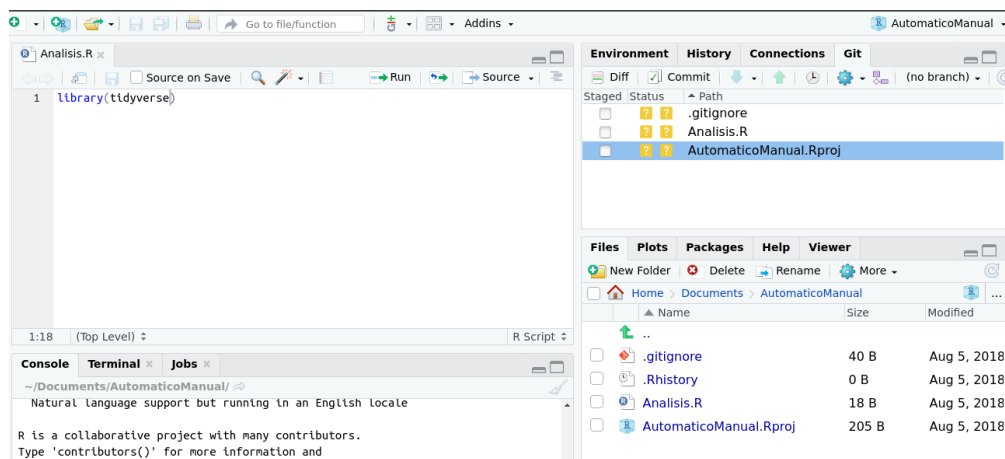 Go to file/function Addins AutomaticoManual
Analisis.R
Source on Save Run Source
1 library(tidyverse)
1:18 (Top Level) R Script
Console Terminal Jobs
~/Documents/AutomaticoManual/
Natural language support but running in an English locale
R is a collaborative project with many contributors.
Type 'contributors()' for more information and
Environment History Connections Git
Diff Commit (no branch)
Staged Status Path
? ? .gitignore
? ? Analisis.R
? ? AutomaticoManual.Rproj
Files Plots Packages Help Viewer
New Folder Delete Rename More
Home Documents AutomaticoManual ...
Name Size Modified
..
.gitignore 40 B Aug 5, 2018
.Rhistory 0 B Aug 5, 2018
Analisis.R 18 B Aug 5, 2018
AutomaticoManual.Rproj 205 B Aug 5, 2018